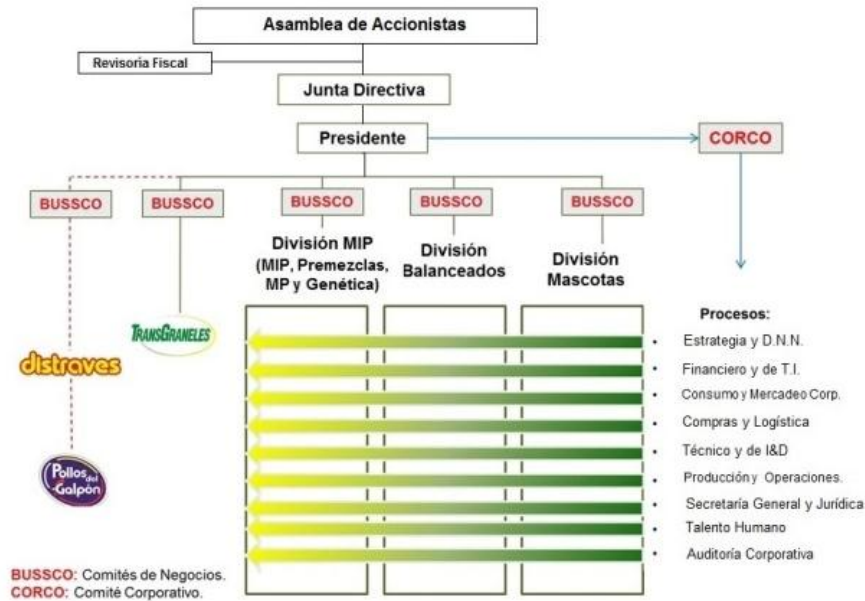 Asamblea de Accionistas
Revisoría Fiscal
Junta Directiva
Presidente
CORCO
BUSSCO
BUSSCO
BUSSCO
BUSSCO
BUSSCO
División MIP
(MIP, Premezclas,
MP y Genética)
División
Balanceados
División
Mascotas
TRANSGRANELES
distraves
Pollos del
Galpón
Procesos:
• Estrategia y D.N.N.
• Financiero y de T.I.
• Consumo y Mercadeo Corp.
• Compras y Logística
• Técnico y de I&D
• Producción y Operaciones.
• Secretaría General y Jurídica
• Talento Humano
• Auditoría Corporativa
BUSSCO: Comités de Negocios.
CORCO: Comité Corporativo.